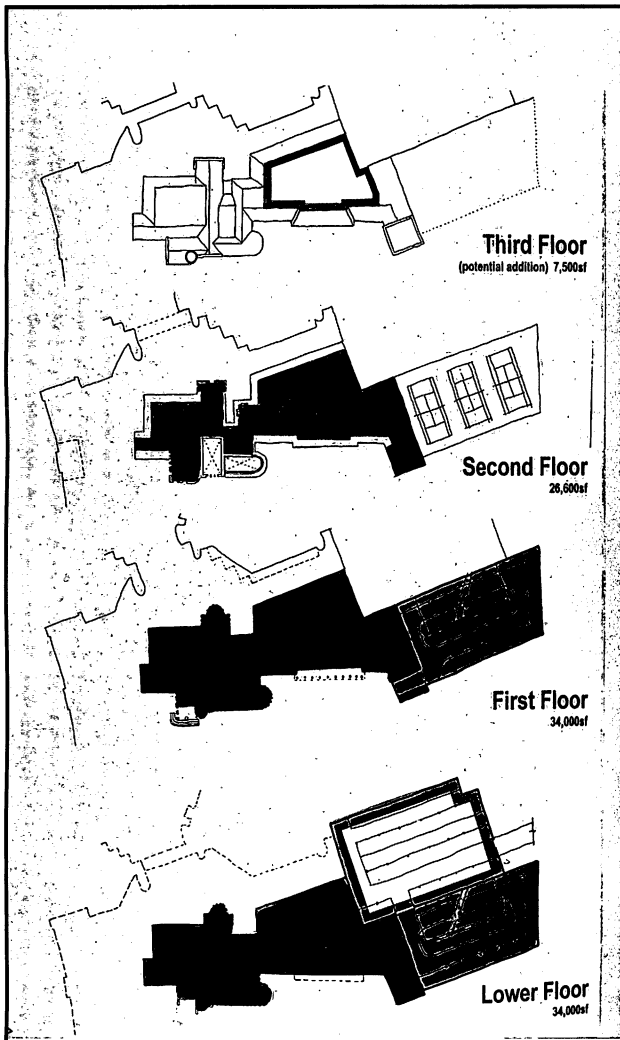 Third Floor
(potential addition) 7,500sf
Second Floor
26,600sf
First Floor
34,000sf
Lower Floor
34,000sf